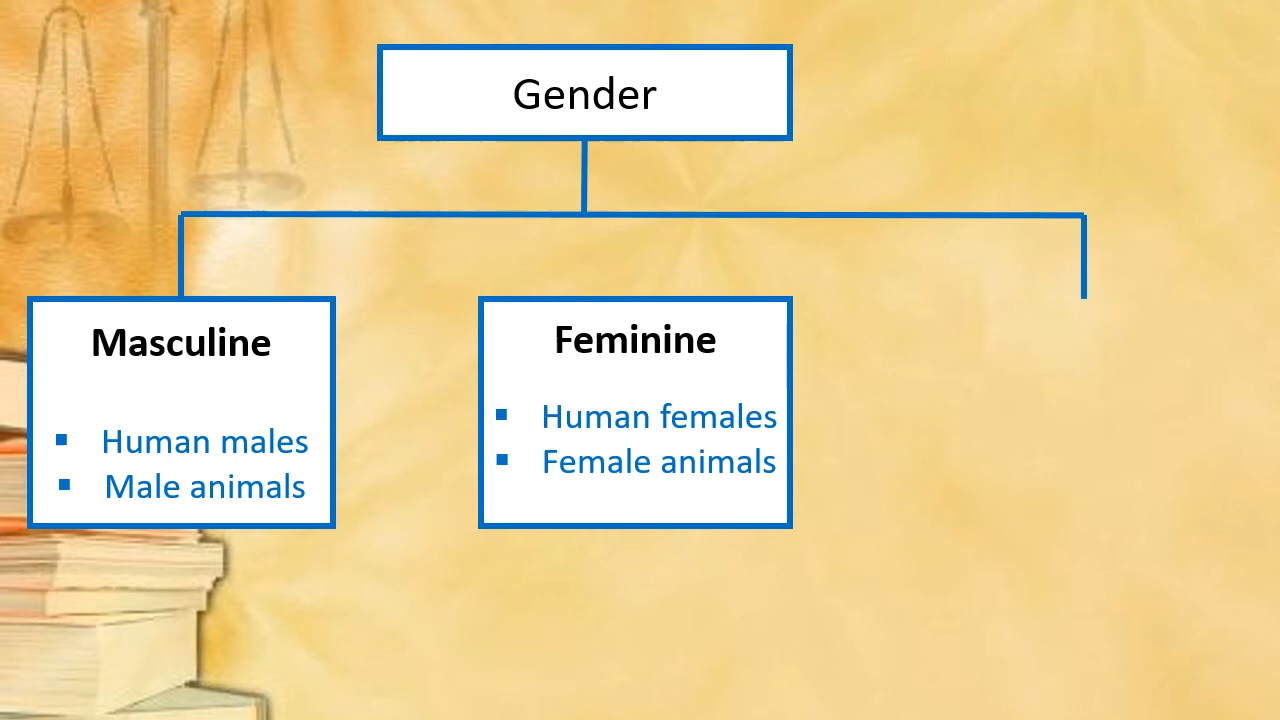 Gender
Masculine
▪ Human males
▪ Male animals
Feminine
▪ Human females
▪ Female animals